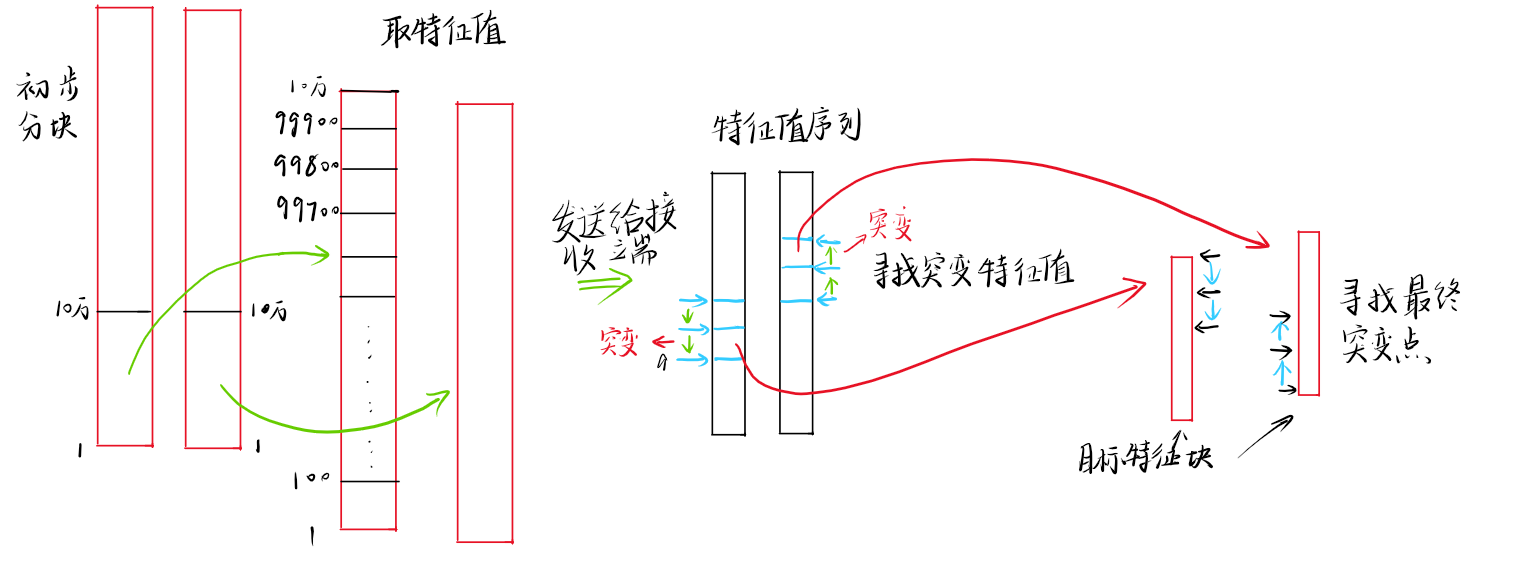 初步
分块
10万
10万
1
1
取特征值
10万
99900
99800
99700
100
1
发送给接
收端
特征值序列
突变
寻找突变特征值
突变
a
目标特征块
寻找最终
突变点